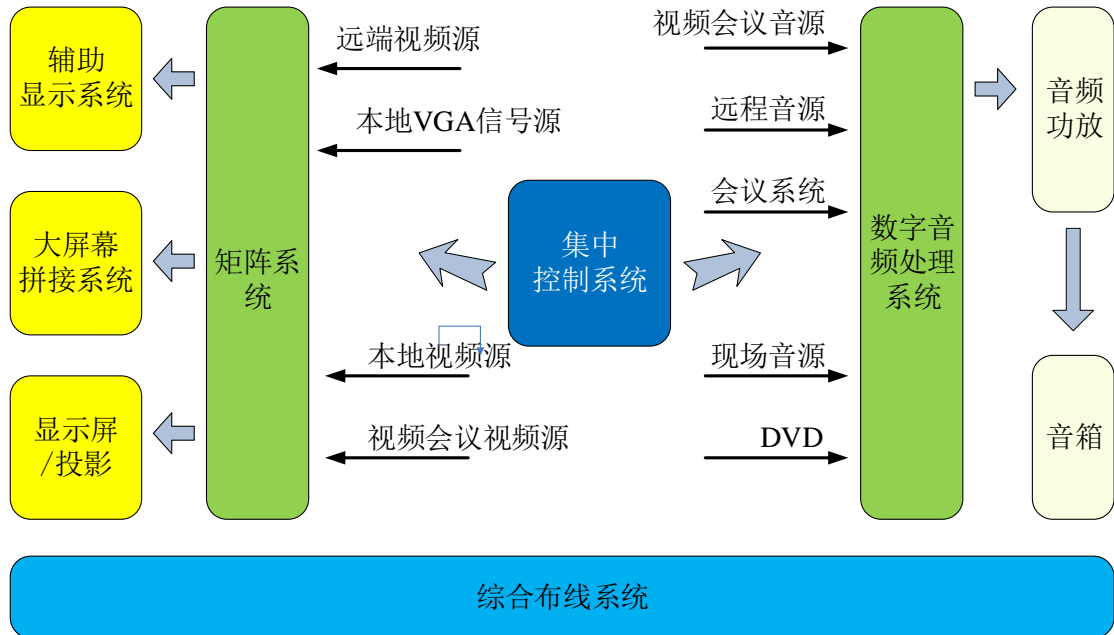 辅助
显示系统
大屏幕
拼接系统
显示屏
/投影
矩阵系
统
远端视频源
本地VGA信号源
本地视频源
视频会议视频源
集中
控制系统
视频会议音源
远程音源
会议系统
现场音源
DVD
数字音
频处理
系统
音频
功放
音箱
综合布线系统